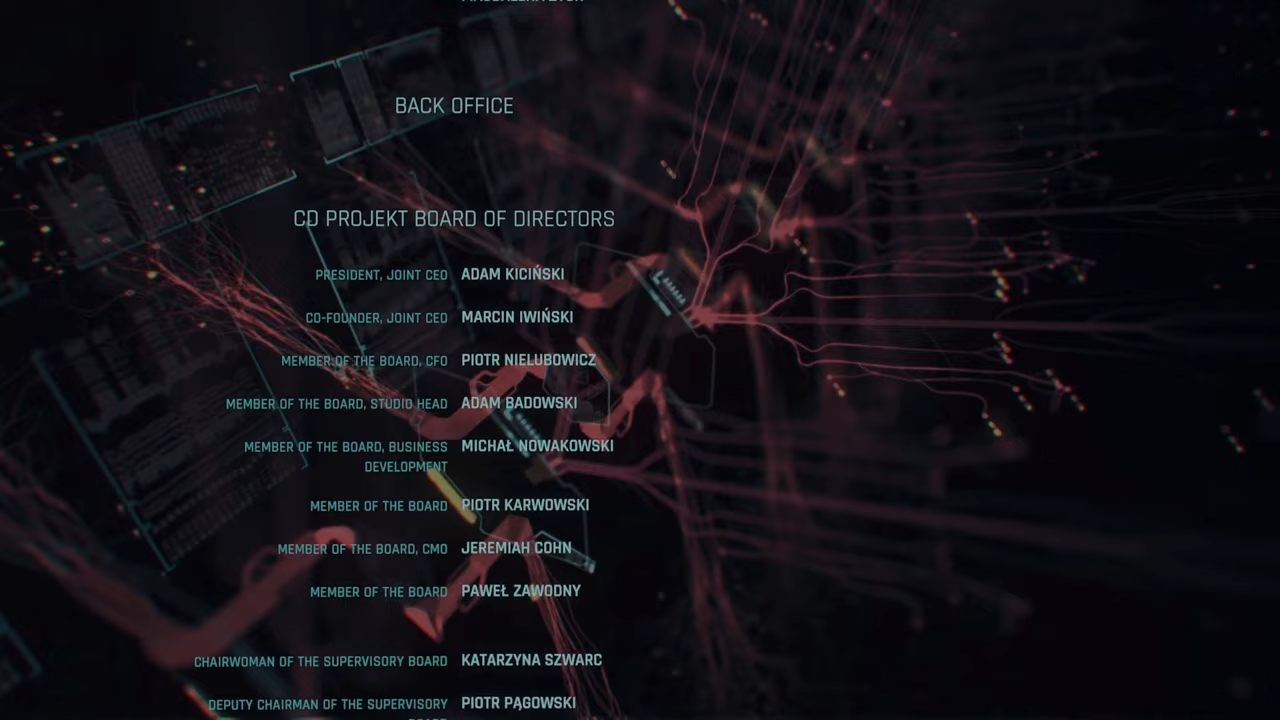 BACK OFFICE
CD PROJEKT BOARD OF DIRECTORS
PRESIDENT, JOINT CEO ADAM KICIŃSKI
CO-FOUNDER, JOINT CEO MARCIN IWIŃSKI
MEMBER OF THE BOARD, CFO PIOTR NIELUBOWICZ
MEMBER OF THE BOARD, STUDIO HEAD ADAM BADOWSKI
MEMBER OF THE BOARD, BUSINESS MICHAŁ NOWAKOWSKI
DEVELOPMENT
MEMBER OF THE BOARD PIOTR KARWOWSKI
MEMBER OF THE BOARD, CMO JEREMIAH COHN
MEMBER OF THE BOARD PAWEŁ ZAWODNY
CHAIRWOMAN OF THE SUPERVISORY BOARD KATARZYNA SZWARC
DEPUTY CHAIRMAN OF THE SUPERVISORY PIOTR PĄGOWSKI